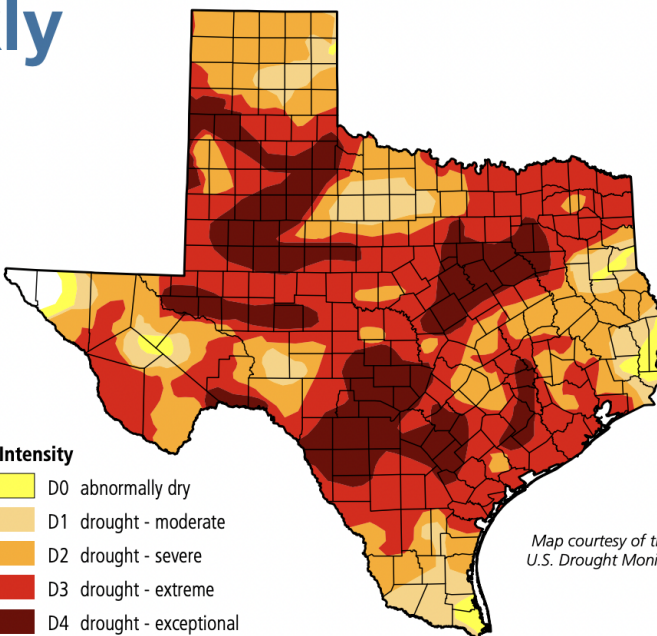 ly
Intensity
D0 abnormally dry
D1 drought - moderate
D2 drought - severe
D3 drought - extreme
D4 drought - exceptional
Map courtesy of
U.S. Drought